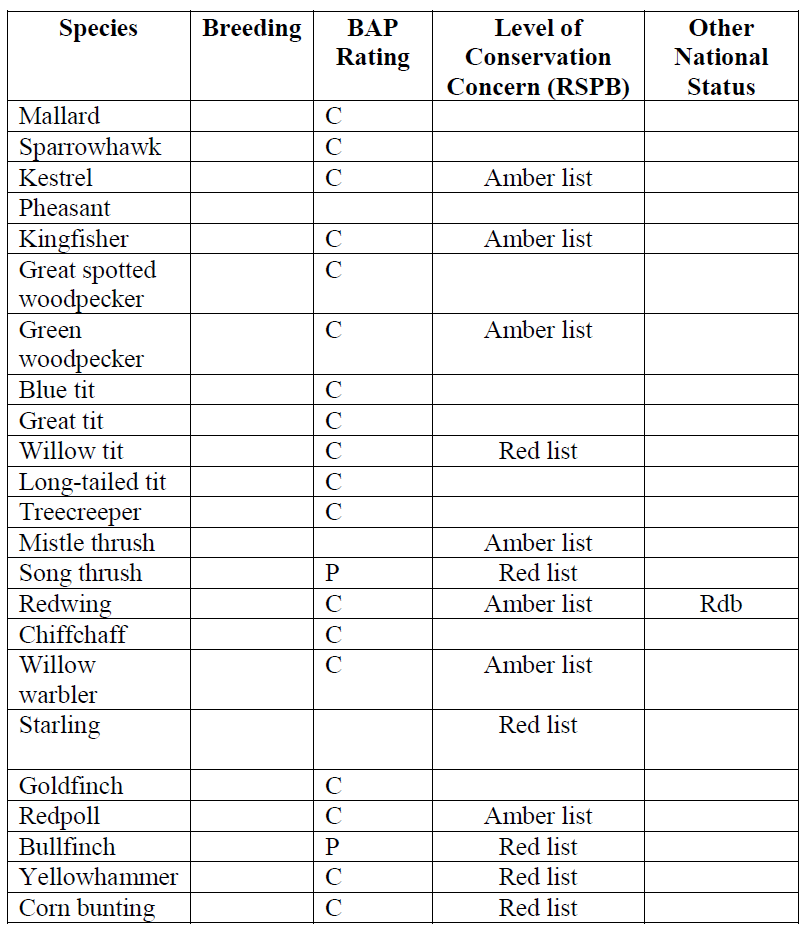 Species Breeding BAP Rating Level of Conservation Concern (RSPB) Other National Status
Mallard C
Sparrowhawk C
Kestrel C Amber list
Pheasant
Kingfisher C Amber list
Great spotted woodpecker C
Green woodpecker C Amber list
Blue tit C
Great tit C
Willow tit C Red list
Long-tailed tit C
Treecreeper C
Mistle thrush Amber list
Song thrush P Red list
Redwing C Amber list Rdb
Chiffchaff C
Willow warbler C Amber list
Starling Red list
Goldfinch C
Redpoll C Amber list
Bullfinch P Red list
Yellowhammer C Red list
Corn bunting C Red list